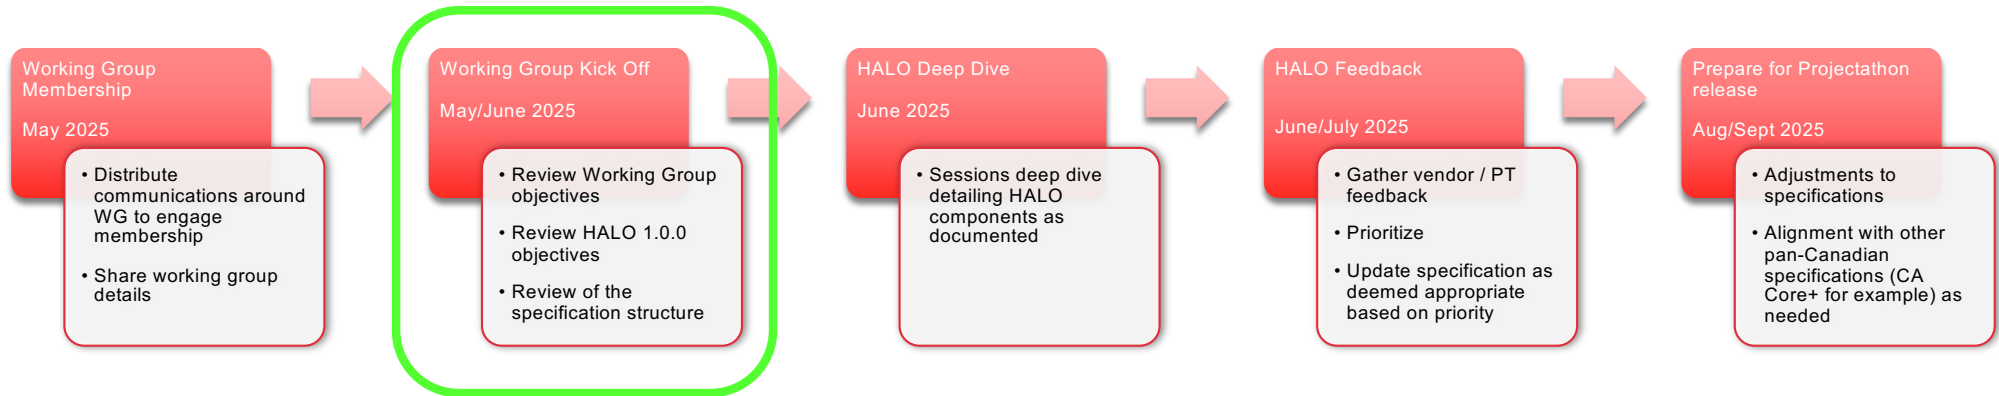 Working Group
Membership
May 2025
• Distribute
communications around
WG to engage
membership
• Share working group
details
Working Group Kick Off
May/June 2025
• Review Working Group
objectives
• Review HALO 1.0.0
objectives
• Review of the
specification structure
HALO Deep Dive
June 2025
• Sessions deep dive
detailing HALO
components as
documented
HALO Feedback
June/July 2025
• Gather vendor / PT
feedback
• Prioritize
• Update specification as
deemed appropriate
based on priority
Prepare for Projectathon
release
Aug/Sept 2025
• Adjustments to
specifications
• Alignment with other
pan-Canadian
specifications (CA
Core+ for example) as
needed